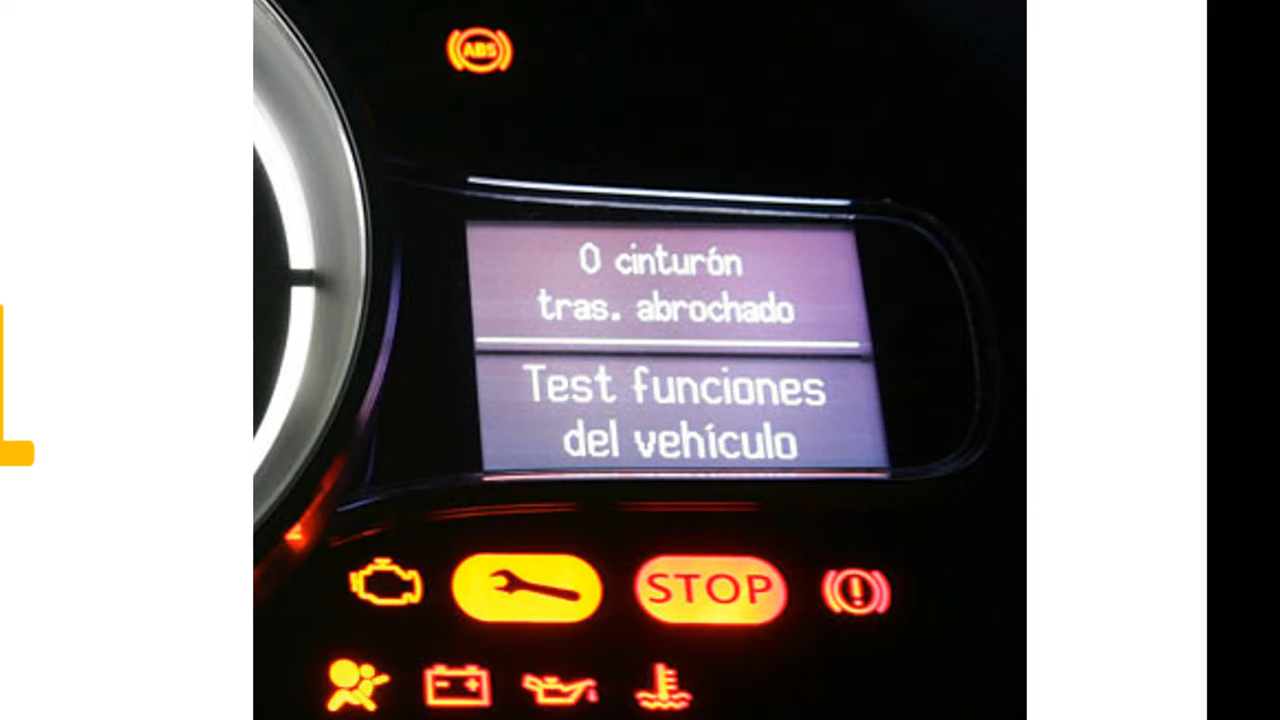 ABS
0 cinturón
tras. abrochado
Test funciones
del vehículo
STOP